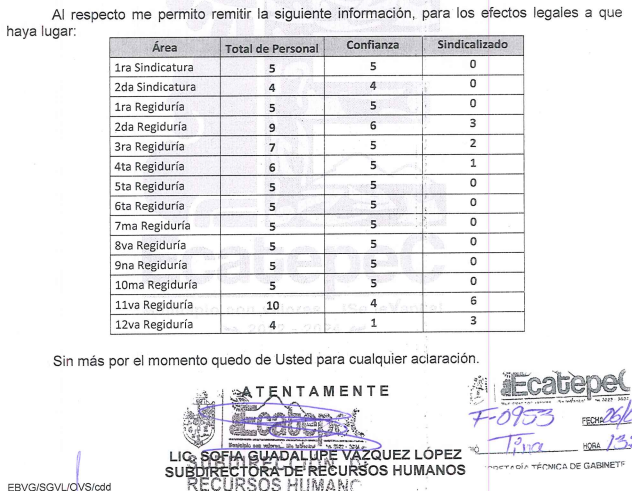 Al respecto me permito remitir la siguiente información, para los efectos legales a que
haya lugar:
Área Total de Personal Confianza Sindicalizado
1ra Sindicatura 5 5 0
2da Sindicatura 4 4 0
1ra Regiduría 5 5 0
2da Regiduría 9 6 3
3ra Regiduría 7 5 2
4ta Regiduría 6 5 1
5ta Regiduría 5 5 0
6ta Regiduría 5 5 0
7ma Regiduría 5 5 0
8va Regiduría 5 5 0
9na Regiduría 5 5 0
10ma Regiduría 5 5 0
11va Regiduría 10 4 6
12va Regiduría 4 1 3
Sin más por el momento quedo de Usted para cualquier aclaración.
ATENTAMENTE
Ecatepec
LIC. SOFIA GUADALUPE VÁZQUEZ LÓPEZ
SUBDIRECTORA DE RECURSOS HUMANOS
RECURSOS HUMANO
EBVG/SGVL/OVS/cdd
Ecatepec
F-0953 FECHA 26/
Tina HORA 13
TÉCNICA DE GABINETE